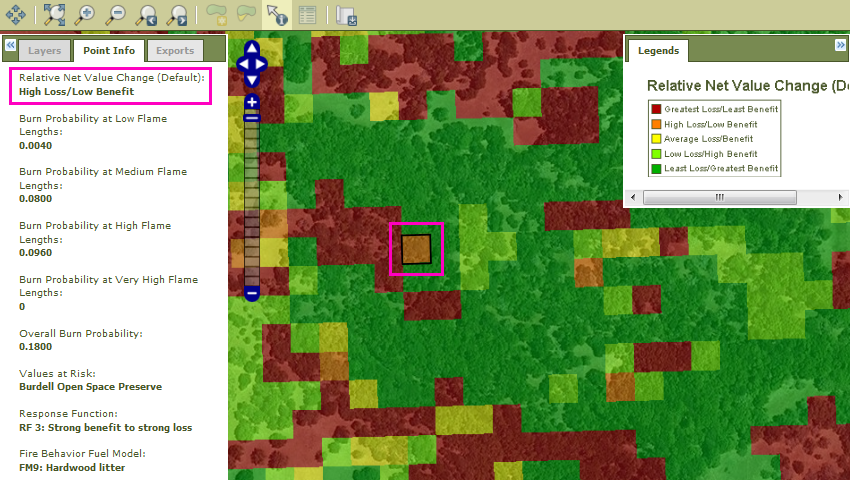 Layers
Point Info
Exports
Relative Net Value Change (Default):
High Loss/Low Benefit
Burn Probability at Low Flame
Lengths:
0.0040
Burn Probability at Medium Flame
Lengths:
0.0800
Burn Probability at High Flame
Lengths:
0.0960
Burn Probability at Very High Flame
Lengths:
0
Overall Burn Probability:
0.1800
Values at Risk:
Burdell Open Space Preserve
Response Function:
RF 3: Strong benefit to strong loss
Fire Behavior Fuel Model:
FM9: Hardwood litter
Legends
Relative Net Value Change (De
Greatest Loss/Least Benefit
High Loss/Low Benefit
Average Loss/Benefit
Low Loss/High Benefit
Least Loss/Greatest Benefit